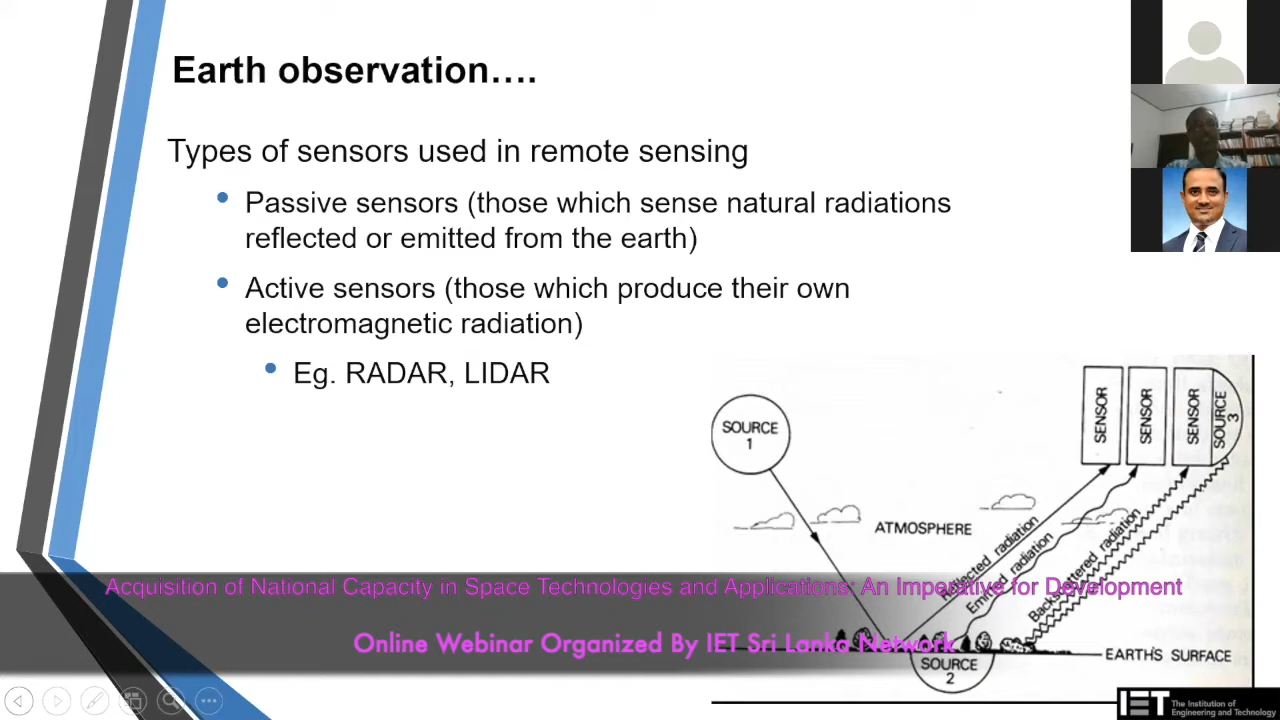 Earth observation….
Types of sensors used in remote sensing
Passive sensors (those which sense natural radiations
reflected or emitted from the earth)
Active sensors (those which produce their own
electromagnetic radiation)
Eg. RADAR, LIDAR
SOURCE
1
SENSOR
SENSOR
SENSOR
SOURCE
3
ATMOSPHERE
Reflected radiation
Emitted radiation
Backscattered radiation
Acquisition of National Capacity in Space Technologies and Applications: An Imperative for Development
Online Webinar Organized By IET Sri Lanka Network
EARTH'S SURFACE
SOURCE
2
IET
The Institution of
Engineering and Technology